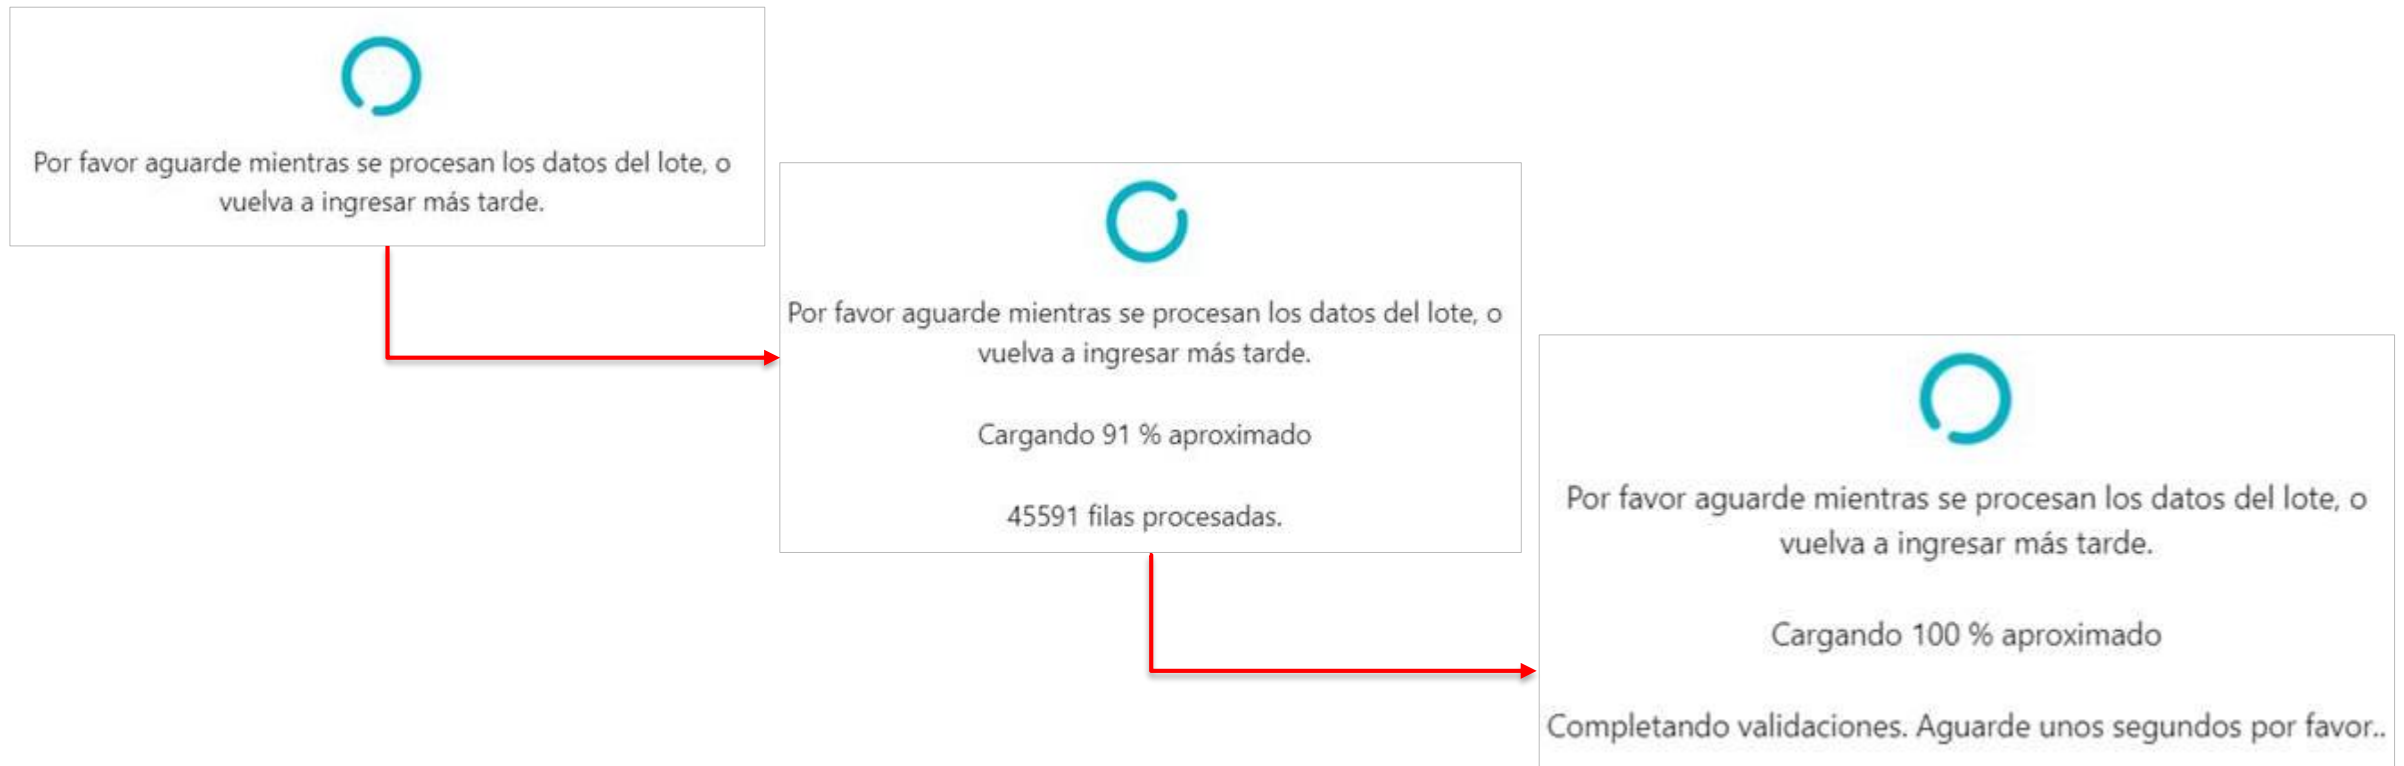 Por favor aguarde mientras se procesan los datos del lote, o
vuelva a ingresar más tarde.
Por favor aguarde mientras se procesan los datos del lote, o
vuelva a ingresar más tarde.
Cargando 91 % aproximado
45591 filas procesadas.
Por favor aguarde mientras se procesan los datos del lote, o
vuelva a ingresar más tarde.
Cargando 100 % aproximado
Completando validaciones. Aguarde unos segundos por favor..